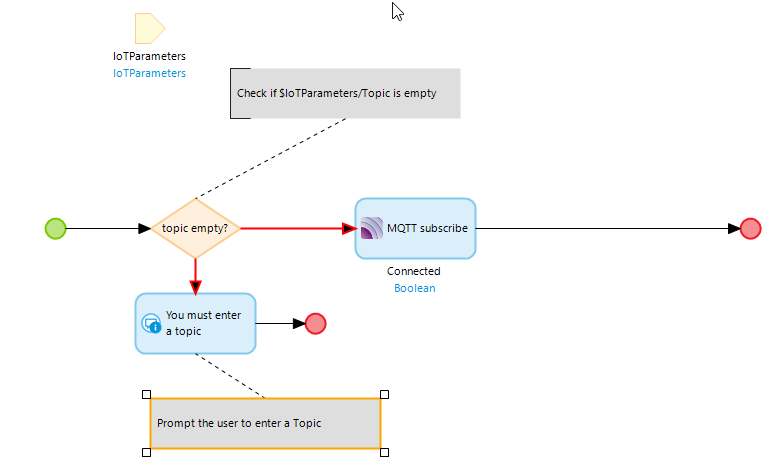 IoTParameters
IoTParameters
Check if $IoTParameters/Topic is empty
topic empty?
MQTT subscribe
Connected
Boolean
You must enter
a topic
Prompt the user to enter a Topic